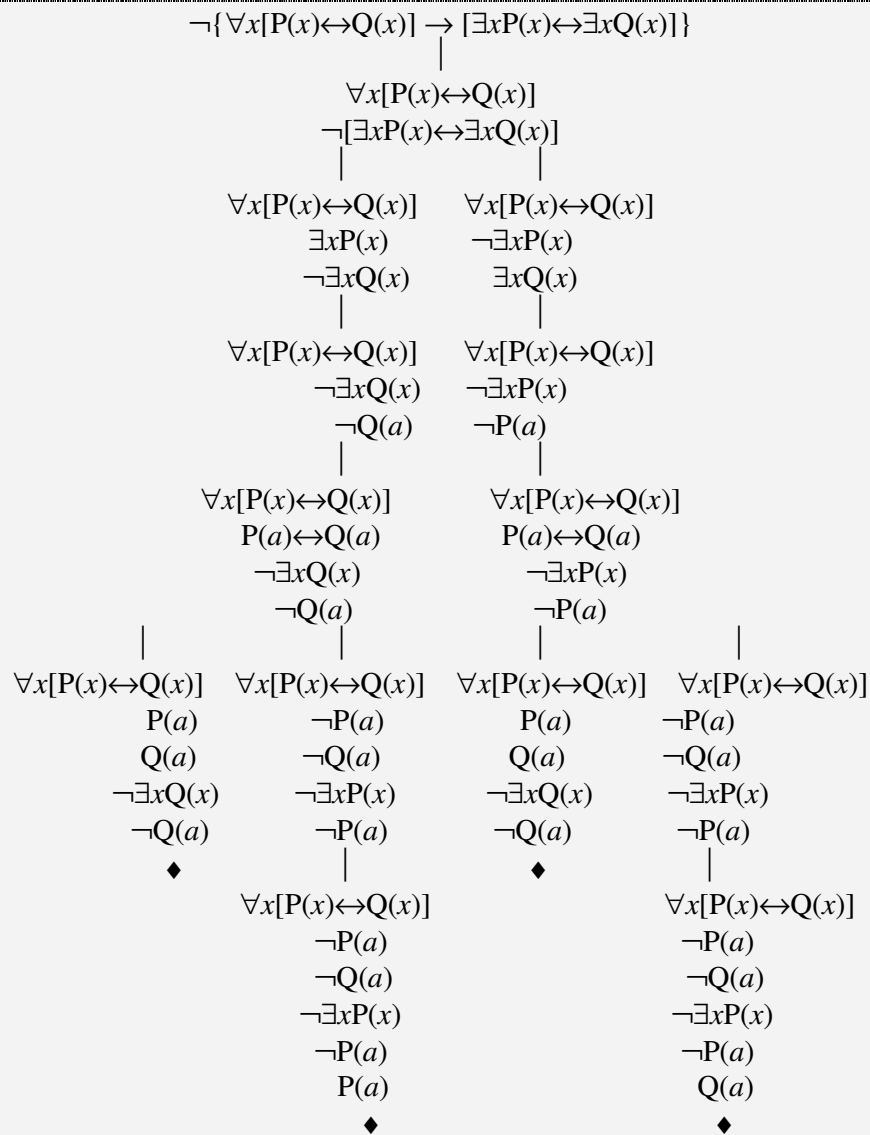 ¬{∀x[P(x)↔Q(x)] → [∃xP(x)↔∃xQ(x)]}
∀x[P(x)↔Q(x)]
¬[∃xP(x)↔∃xQ(x)]
∀x[P(x)↔Q(x)] ∀x[P(x)↔Q(x)]
∃xP(x) ¬∃xP(x)
¬∃xQ(x) ∃xQ(x)
∀x[P(x)↔Q(x)] ∀x[P(x)↔Q(x)]
¬∃xQ(x) ¬∃xP(x)
¬Q(a) ¬P(a)
∀x[P(x)↔Q(x)] ∀x[P(x)↔Q(x)]
P(a)↔Q(a) P(a)↔Q(a)
¬∃xQ(x) ¬∃xP(x)
¬Q(a) ¬P(a)
∀x[P(x)↔Q(x)] ∀x[P(x)↔Q(x)] ∀x[P(x)↔Q(x)] ∀x[P(x)↔Q(x)]
P(a) ¬P(a) P(a) ¬P(a)
Q(a) ¬Q(a) Q(a) ¬Q(a)
¬∃xQ(x) ¬∃xP(x) ¬∃xQ(x) ¬∃xP(x)
¬Q(a) ¬P(a) ¬Q(a) ¬P(a)
♦ ♦
∀x[P(x)↔Q(x)] ∀x[P(x)↔Q(x)]
¬P(a) ¬P(a)
¬Q(a) ¬Q(a)
¬∃xP(x) ¬∃xP(x)
¬P(a) ¬P(a)
P(a) Q(a)
♦ ♦